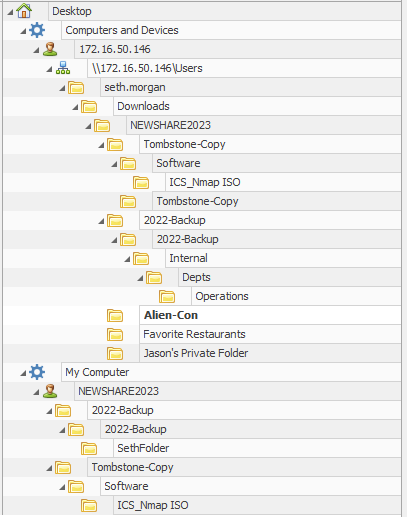 Desktop
Computers and Devices
172.16.50.146
\\172.16.50.146\Users
seth.morgan
Downloads
NEWSHARE2023
Tombstone-Copy
Software
ICS_Nmap ISO
Tombstone-Copy
2022-Backup
2022-Backup
Internal
Depts
Operations
Alien-Con
Favorite Restaurants
Jason's Private Folder
My Computer
NEWSHARE2023
2022-Backup
2022-Backup
SethFolder
Tombstone-Copy
Software
ICS_Nmap ISO